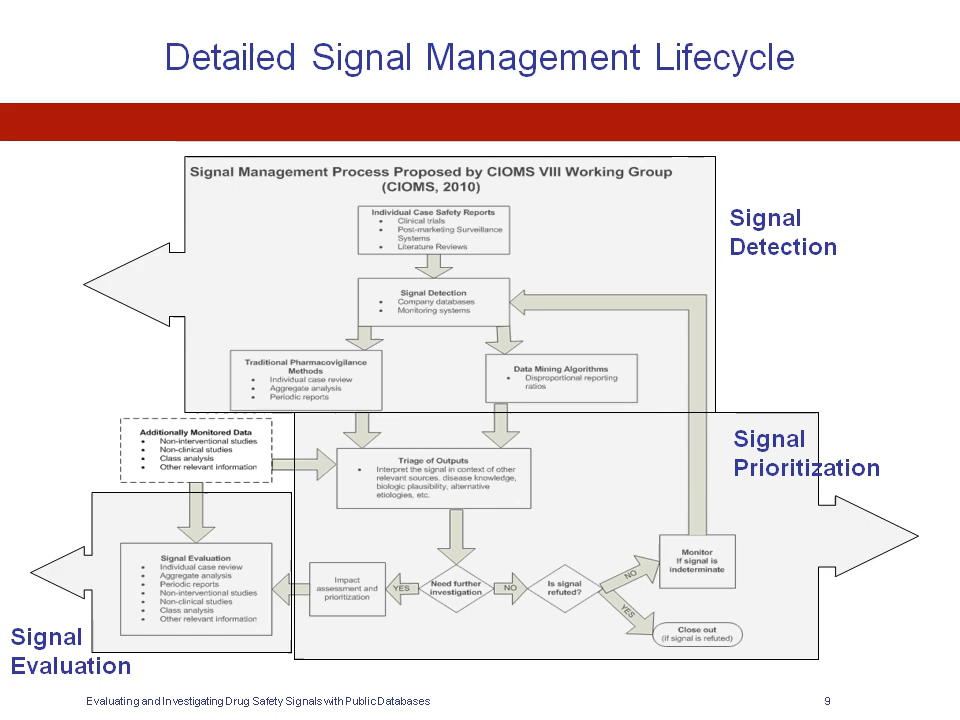 Detailed Signal Management Lifecycle
Signal Management Process Proposed by CIOMS VIII Working Group
(CIOMS, 2010)
Individual Case Safety Reports
• Clinical trials
• Post-marketing Surveillance
Systems
• Literature Reviews
Signal
Detection
Signal Detection
• Company databases
• Monitoring systems
Traditional Pharmacovigilance
Methods
• Individual case review
• Aggregate analysis
• Periodic reports
Data Mining Algorithms
• Disproportional reporting
ratios
Additionally Monitored Data
• Non-interventional studies
• Non-clinical studies
• Class analysis
• Other relevant information
Triage of Outputs
• Interpret the signal in context of other
relevant sources. disease knowledge,
biologic plausibility, alternative
etiologies, etc.
Signal
Prioritization
Signal Evaluation
• Individual case review
• Aggregate analysis
• Periodic reports
• Non-interventional studies
• Non-clinical studies
• Class analysis
• Other relevant information
Impact
assessment and
prioritization
YES
Need further
investigation
NO
Is signal
refuted?
NO
YES
Monitor
If signal is
indeterminate
Close out
(if signal is refuted)
Signal
Evaluation
Evaluating and Investigating Drug Safety Signals with Public Databases
9